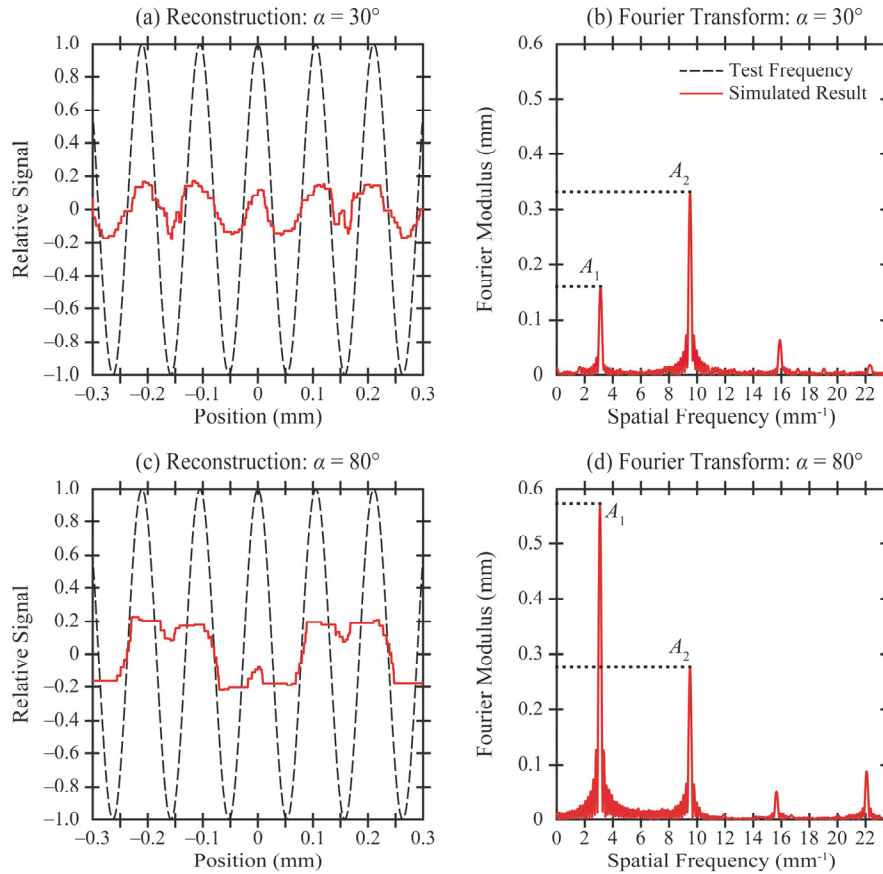 (a) Reconstruction: α = 30°
1.0
0.8
0.6
0.4
0.2
0
–0.2
–0.4
–0.6
–0.8
–1.0
Relative Signal
–0.3 –0.2 –0.1 0 0.1 0.2 0.3
Position (mm)
(b) Fourier Transform: α = 30°
0.6
0.5
0.4
0.3
0.2
0.1
0
Fourier Modulus (mm)
Test Frequency
Simulated Result
A2
A1
0 2 4 6 8 10 12 14 16 18 20 22
Spatial Frequency (mm-1)
(c) Reconstruction: α = 80°
1.0
0.8
0.6
0.4
0.2
0
–0.2
–0.4
–0.6
–0.8
–1.0
Relative Signal
–0.3 –0.2 –0.1 0 0.1 0.2 0.3
Position (mm)
(d) Fourier Transform: α = 80°
0.6
0.5
0.4
0.3
0.2
0.1
0
Fourier Modulus (mm)
A1
A2
0 2 4 6 8 10 12 14 16 18 20 22
Spatial Frequency (mm-1)